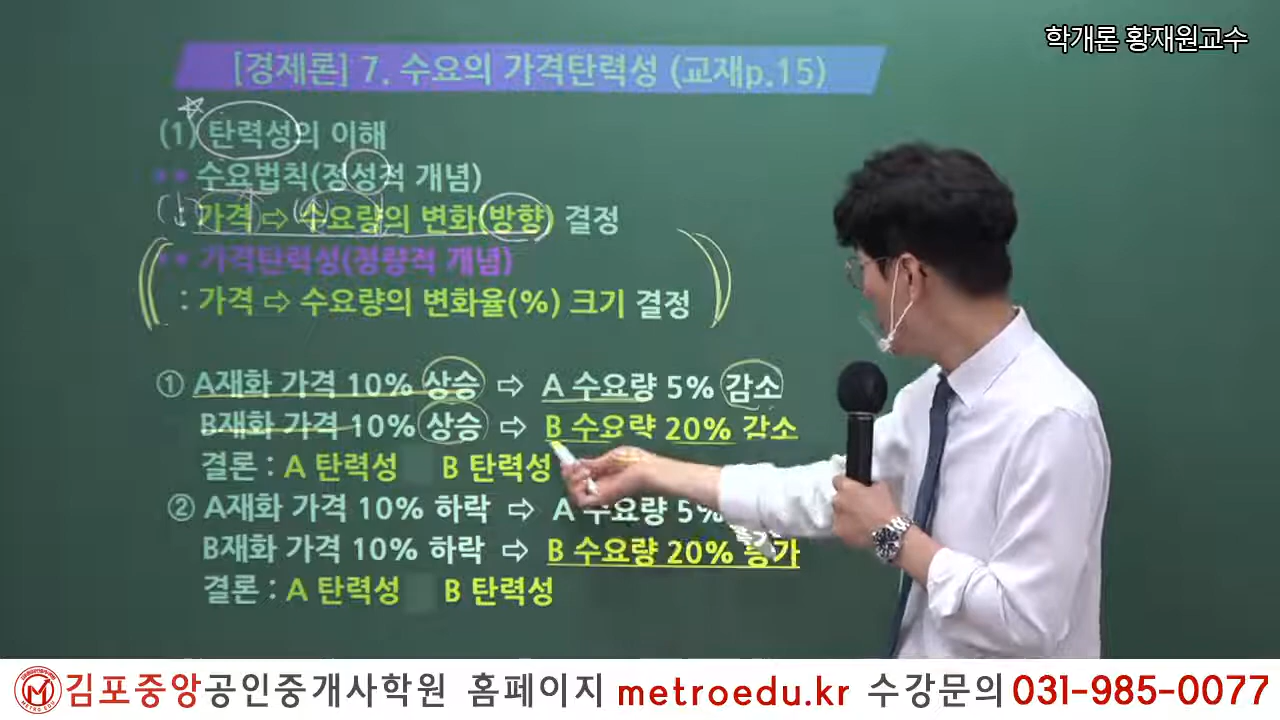 학개론 황재원교수
[경제론] 7. 수요의 가격탄력성 (교재p.15)
(1) 탄력성의 이해
수요법칙(정성적 개념)
: 가격 ⇨ 수요량의 변화(방향) 결정
가격탄력성(정량적 개념)
: 가격 ⇨ 수요량의 변화율(%) 크기 결정
① A재화 가격 10% 상승 ⇨ A 수요량 5% 감소
B재화 가격 10% 상승 ⇨ B 수요량 20% 감소
결론 : A 탄력성 B 탄력성
② A재화 가격 10% 하락 ⇨ A 수요량 5%
B재화 가격 10% 하락 ⇨ B 수요량 20% 증가
결론 : A 탄력성 B 탄력성
METRO EDU 김포중앙공인중개사학원 홈페이지 metroedu.kr 수강문의 031-985-0077